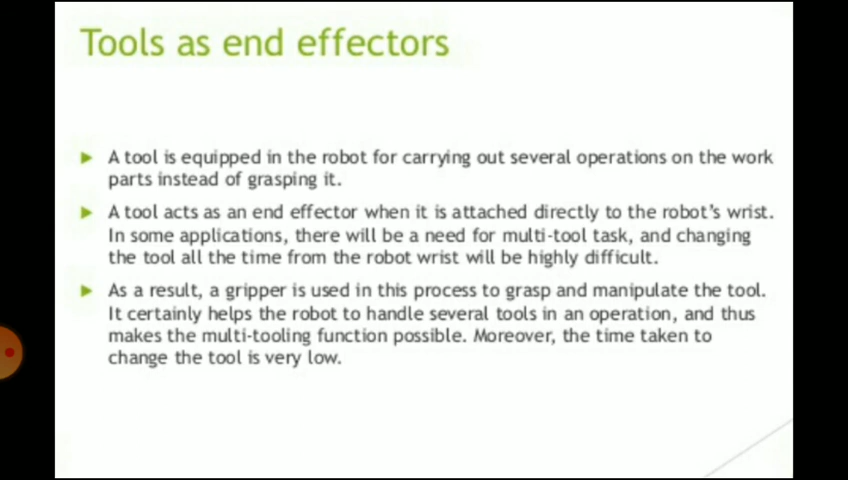 Tools as end effectors
A tool is equipped in the robot for carrying out several operations on the work
parts instead of grasping it.
A tool acts as an end effector when it is attached directly to the robot's wrist.
In some applications, there will be a need for multi-tool task, and changing
the tool all the time from the robot wrist will be highly difficult.
As a result, a gripper is used in this process to grasp and manipulate the tool.
It certainly helps the robot to handle several tools in an operation, and thus
makes the multi-tooling function possible. Moreover, the time taken to
change the tool is very low.